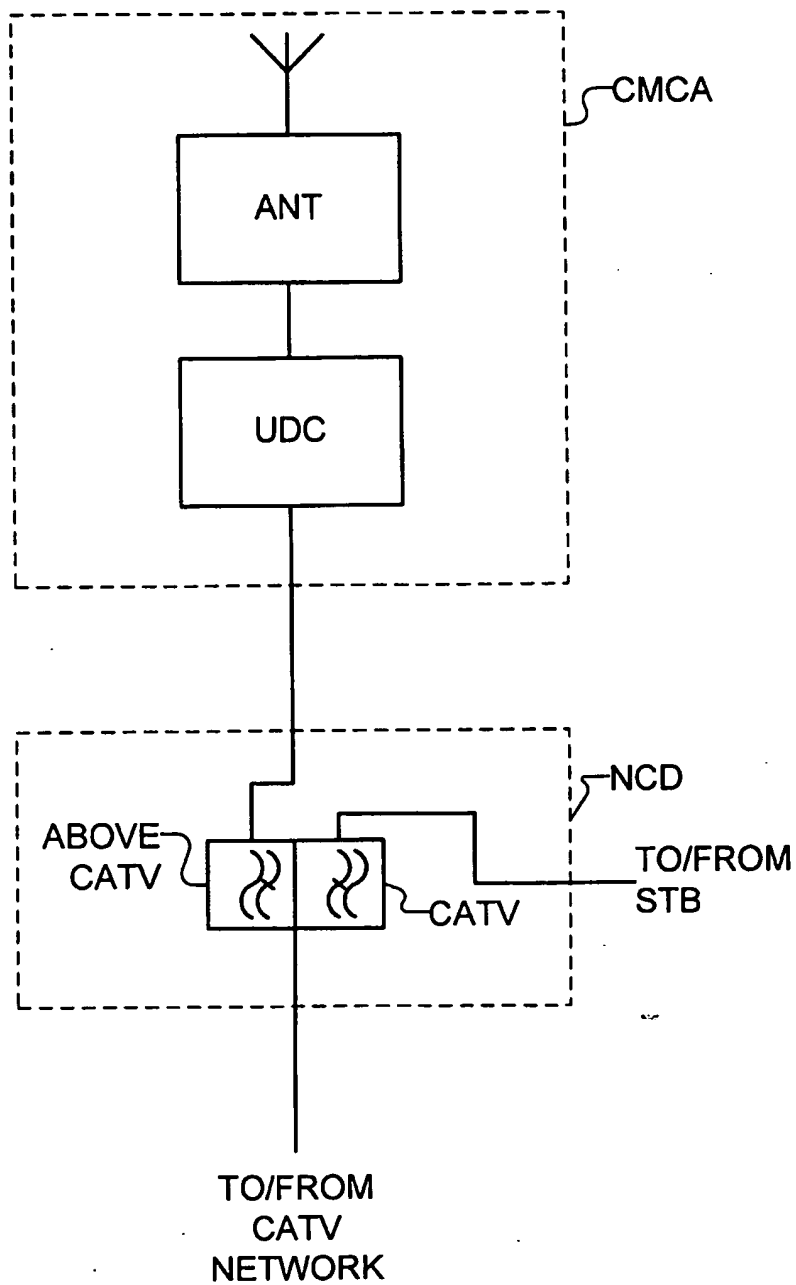 CMCA
ANT
UDC
NCD
ABOVE
CATV
CATV
TO/FROM
STB
TO/FROM
CATV
NETWORK